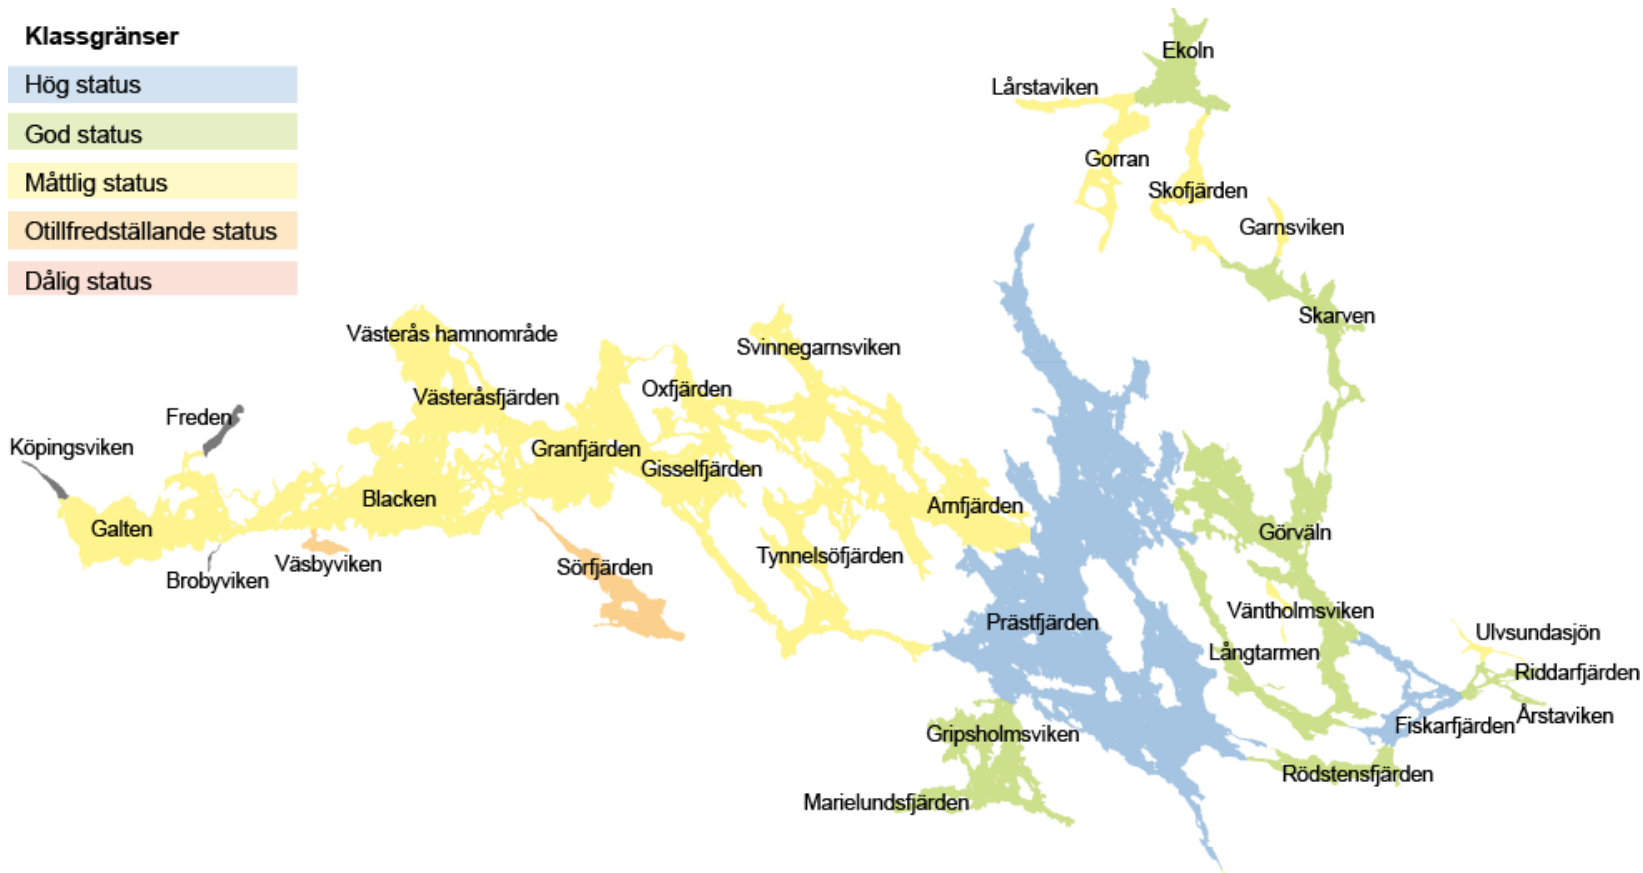 Klassgränser
Hög status
God status
Måttlig status
Otillfredställande status
Dålig status
Ekoln
Lårstaviken
Gorran
Skofjärden
Garnsviken
Skarven
Västerås hamnområde
Svinnegarnsviken
Oxfjärden
Västeråsfjärden
Freden
Köpingsviken
Granfjärden
Gisselfjärden
Blacken
Arnfjärden
Galten
Görväln
Tynnelsöfjärden
Väsbyviken
Sörfjärden
Brobyviken
Väntholmsviken
Prästfjärden
Ulvsundasjön
Långtarmen
Riddarfjärden
Årstaviken
Fiskarfjärden
Gripsholmsviken
Rödstensfjärden
Marielundsfjärden